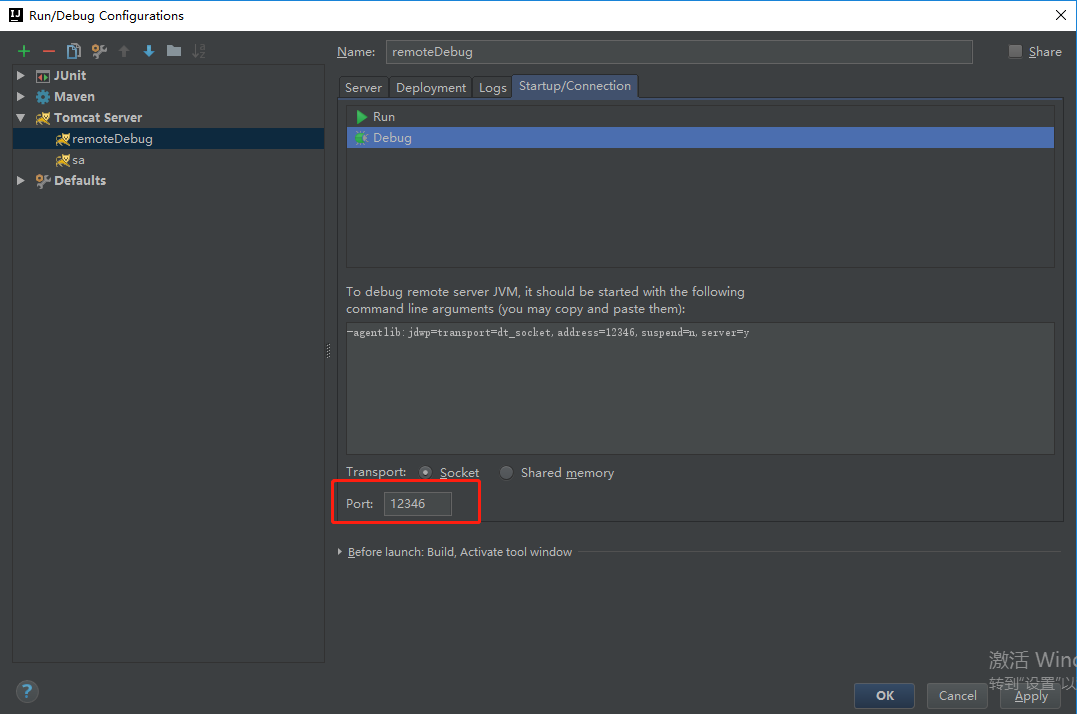 Run/Debug Configurations
Name: remoteDebug
Share
JUnit
Maven
Tomcat Server
remoteDebug
sa
Defaults
Server Deployment Logs Startup/Connection
Run
Debug
To debug remote server JVM, it should be started with the following
command line arguments (you may copy and paste them):
-agentlib:jdwp=transport=dt_socket,address=12346,suspend=n,server=y
Transport: Socket Shared memory
Port: 12346
Before launch: Build, Activate tool window
激活 Wind
转到"设置"以
? OK Cancel Apply